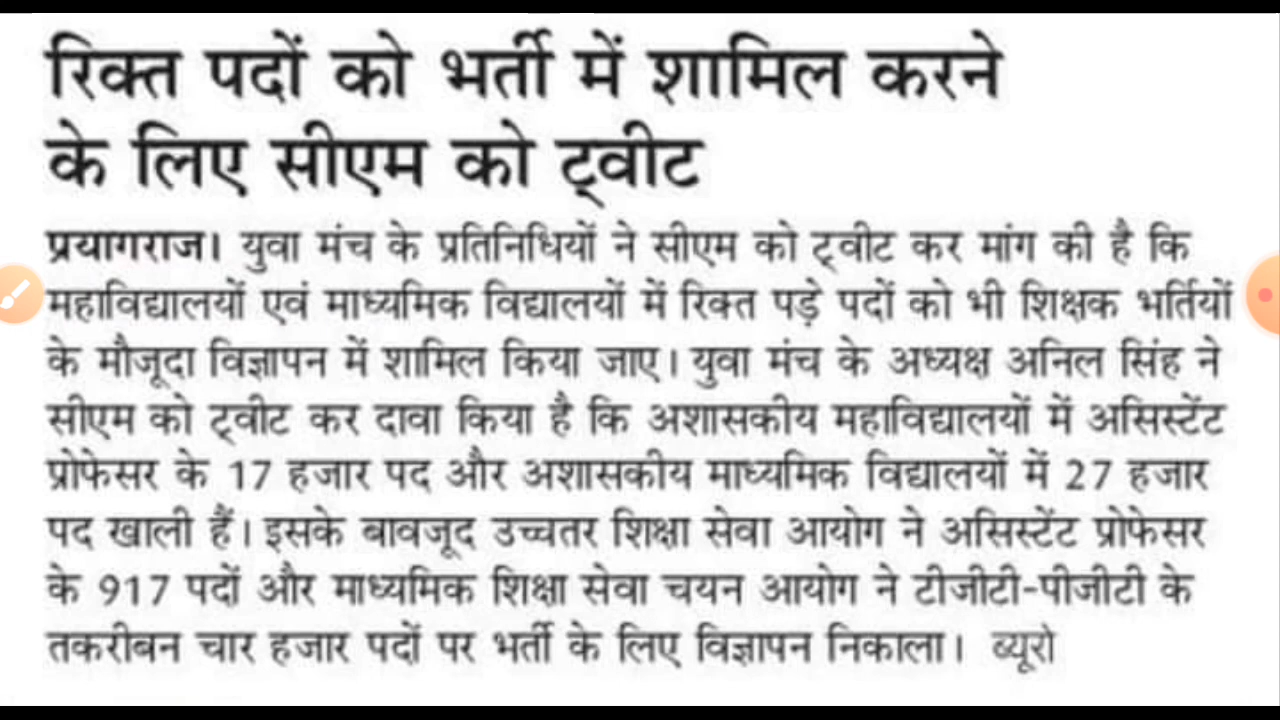 रिक्त पदों को भर्ती में शामिल करने
के लिए सीएम को ट्वीट
प्रयागराज। युवा मंच के प्रतिनिधियों ने सीएम को ट्वीट कर मांग की है कि
महाविद्यालयों एवं माध्यमिक विद्यालयों में रिक्त पड़े पदों को भी शिक्षक भर्तियों
के मौजूदा विज्ञापन में शामिल किया जाए। युवा मंच के अध्यक्ष अनिल सिंह ने
सीएम को ट्वीट कर दावा किया है कि अशासकीय महाविद्यालयों में असिस्टेंट
प्रोफेसर के 17 हजार पद और अशासकीय माध्यमिक विद्यालयों में 27 हजार
पद खाली हैं। इसके बावजूद उच्चतर शिक्षा सेवा आयोग ने असिस्टेंट प्रोफेसर
के 917 पदों और माध्यमिक शिक्षा सेवा चयन आयोग ने टीजीटी-पीजीटी के
तकरीबन चार हजार पदों पर भर्ती के लिए विज्ञापन निकाला। ब्यूरो